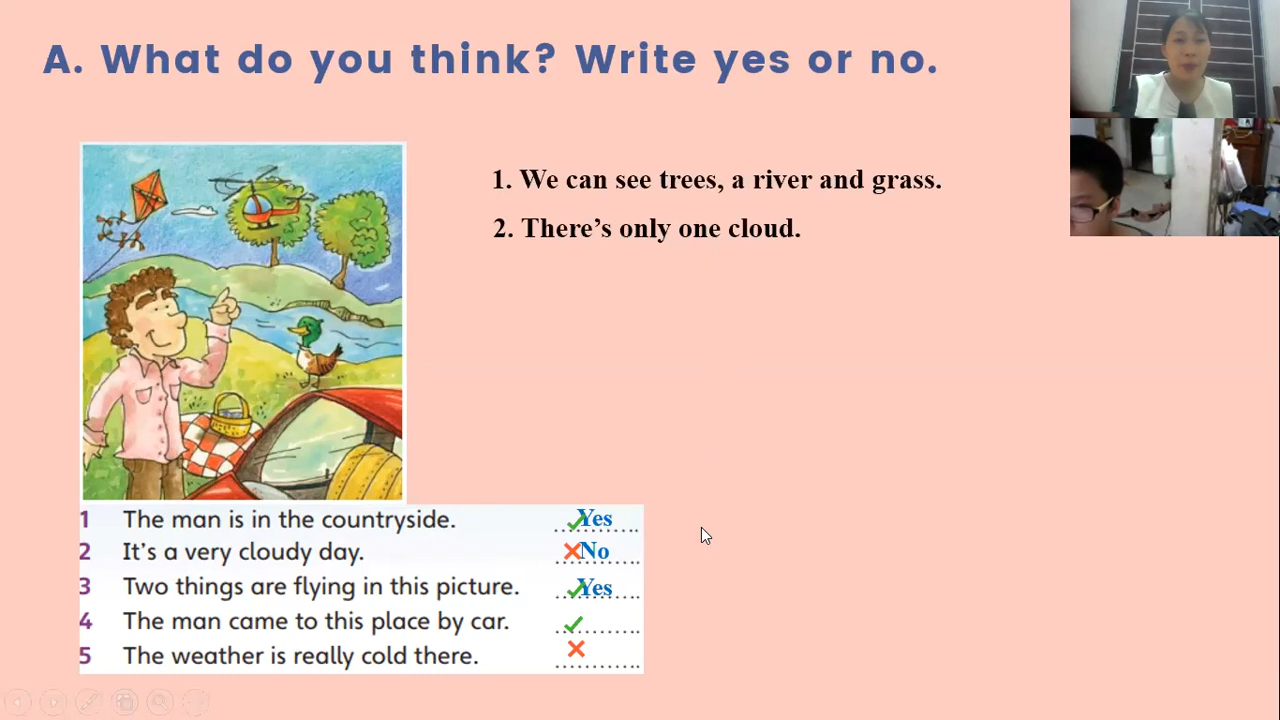 A. What do you think? Write yes or no.
1. We can see trees, a river and grass.
2. There's only one cloud.
1 The man is in the countryside. Yes
2 It's a very cloudy day. No
3 Two things are flying in this picture. Yes
4 The man came to this place by car.
5 The weather is really cold there.